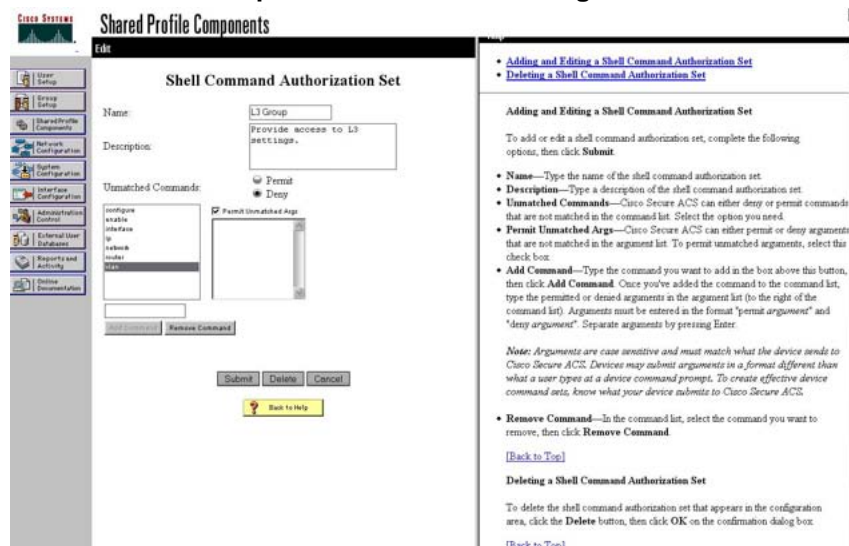 CISCO SYSTEMS
Shared Profile Components
Edit
User Setup
Group Setup
Shared Profile Components
Network Configuration
System Configuration
Interface Configuration
Administration Control
External User Databases
Reports and Activity
Online Documentation
Shell Command Authorization Set
Name:
L3 Group
Description:
Provide access to L3
settings.
Unmatched Commands:
Permit
Deny
configure
enable
interface
ip
network
router
vlan
Permit Unmatched Args
Add Command
Remove Command
Submit
Delete
Cancel
Back to Help
• Adding and Editing a Shell Command Authorization Set
• Deleting a Shell Command Authorization Set
Adding and Editing a Shell Command Authorization Set
To add or edit a shell command authorization set, complete the following
options, then click Submit.
• Name—Type the name of the shell command authorization set.
• Description—Type a description of the shell command authorization set.
• Unmatched Commands—Cisco Secure ACS can either deny or permit commands
that are not matched in the command list. Select the option you need.
• Permit Unmatched Args—Cisco Secure ACS can either permit or deny arguments
that are not matched in the argument list. To permit unmatched arguments, select this
check box.
• Add Command—Type the command you want to add in the box above this button,
then click Add Command. Once you've added the command to the command list,
type the permitted or denied arguments in the argument list (to the right of the
command list). Arguments must be entered in the format "permit argument" and
"deny argument". Separate arguments by pressing Enter.
Note: Arguments are case sensitive and must match what the device sends to
Cisco Secure ACS. Devices may submit arguments in a format different than
what a user types at a device command prompt. To create effective device
command sets, know what your device submits to Cisco Secure ACS.
• Remove Command—In the command list, select the command you want to
remove, then click Remove Command.
[Back to Top]
Deleting a Shell Command Authorization Set
To delete the shell command authorization set that appears in the configuration
area, click the Delete button, then click OK on the confirmation dialog box.
[Back to Top]